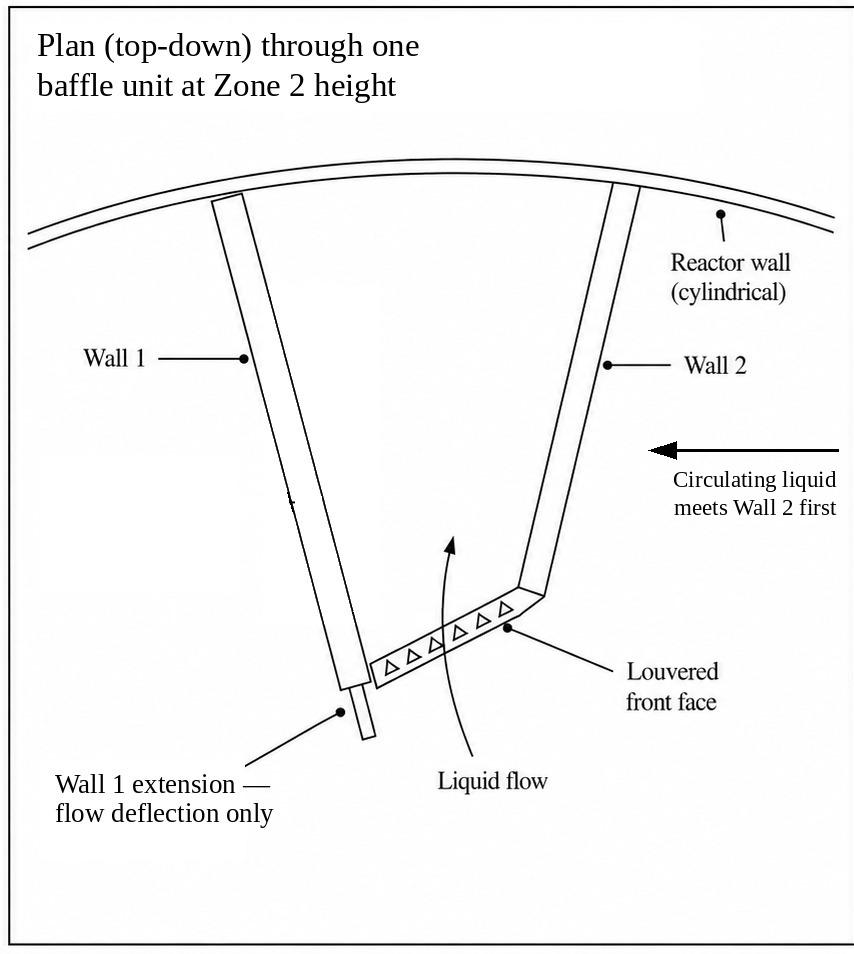 Plan (top-down) through one
baffle unit at Zone 2 height
Reactor wall
(cylindrical)
Wall 1
Wall 2
Circulating liquid
meets Wall 2 first
Louvered
front face
Wall 1 extension —
flow deflection only
Liquid flow